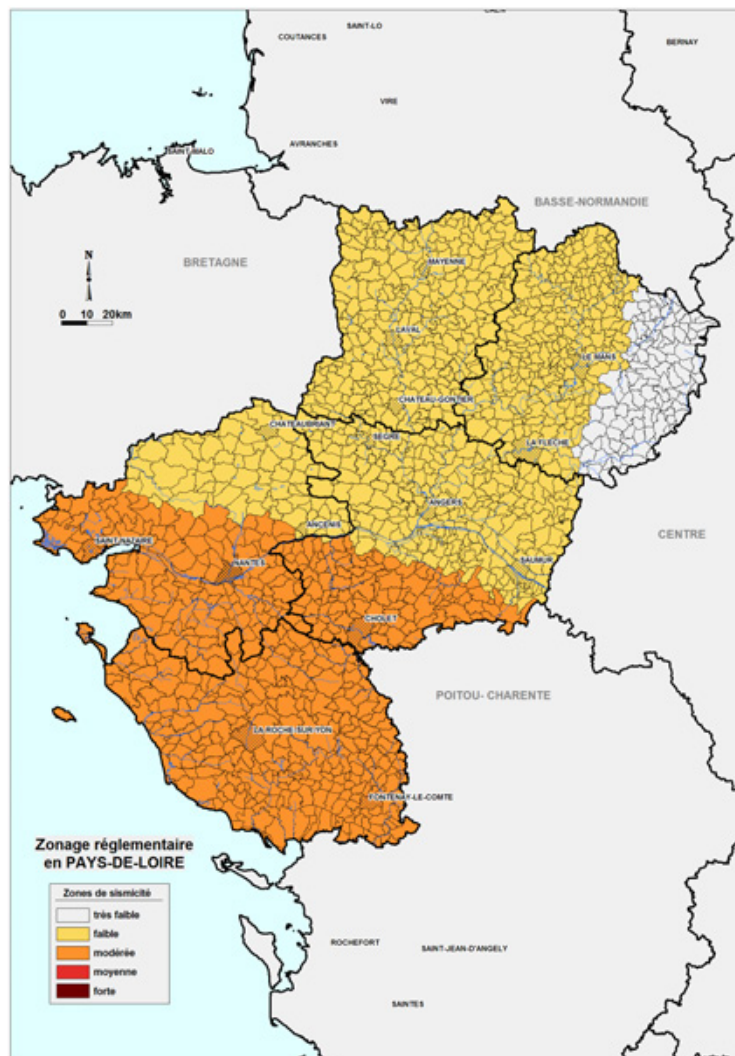 SAINT-LO
COUTANCES
BERNAY
VIRE
AVRANCHES
SAINT-MALO
BASSE-NORMANDIE
BRETAGNE
MAYENNE
N
0 10 20km
LAVAL
LE MANS
CHATEAU-GONTIER
CHATEAUBRIANT
SEGRE
LA FLECHE
ANGERS
ANCENIS
CENTRE
SAINT-NAZAIRE
SAUMUR
NANTES
CHOLET
POITOU- CHARENTE
LA ROCHE SUR YON
FONTENAY-LE-COMTE
Zonage réglementaire
en PAYS-DE-LOIRE
Zones de sismicité
très faible
faible
modérée
moyenne
forte
ROCHEFORT
SAINT-JEAN-D'ANGELY
SAINTES